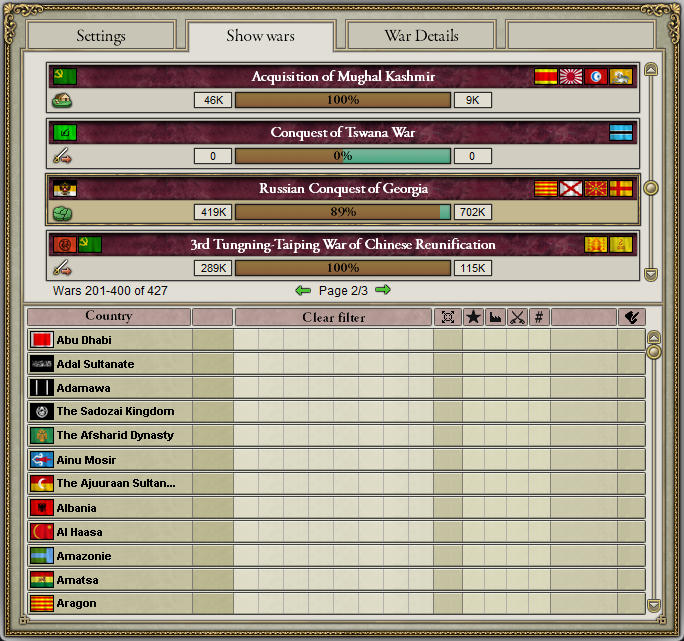 Settings Show wars War Details
Acquisition of Mughal Kashmir
46K 100% 9K
Conquest of Tswana War
0 0% 0
Russian Conquest of Georgia
419K 89% 702K
3rd Tungning-Taiping War of Chinese Reunification
289K 100% 115K
Wars 201-400 of 427 Page 2/3
Country Clear filter #
Abu Dhabi
Adal Sultanate
Adamawa
The Sadozai Kingdom
The Afsharid Dynasty
Ainu Mosir
The Ajuuraan Sultan...
Albania
Al Haasa
Amazonie
Amatsa
Aragon